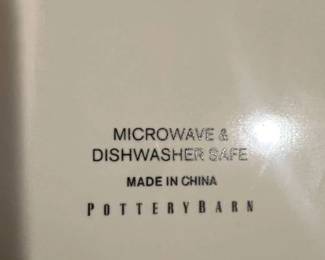 MICROWAVE &
DISHWASHER SAFE
MADE IN CHINA
POTTERYBARN